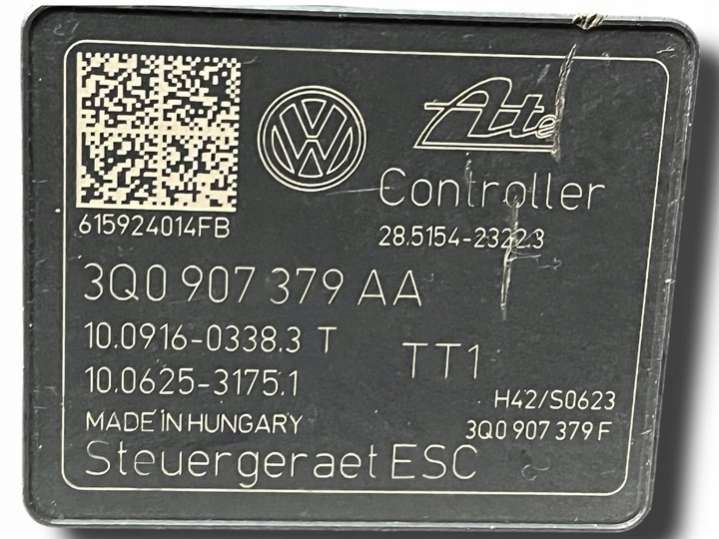 Ate
Controller
28.5154-2322.3
615924014FB
3Q0 907 379 AA
10.0916-0338.3 T
TT1
10.0625-3175.1
H42/S0623
MADE iN HUNGARY
3Q0 907 379 F
Steuergeraet ESC